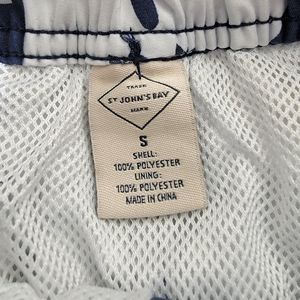 TRADE
ST JOHN'S BAY
MARK
S
SHELL:
100% POLYESTER
LINING:
100% POLYESTER
MADE IN CHINA